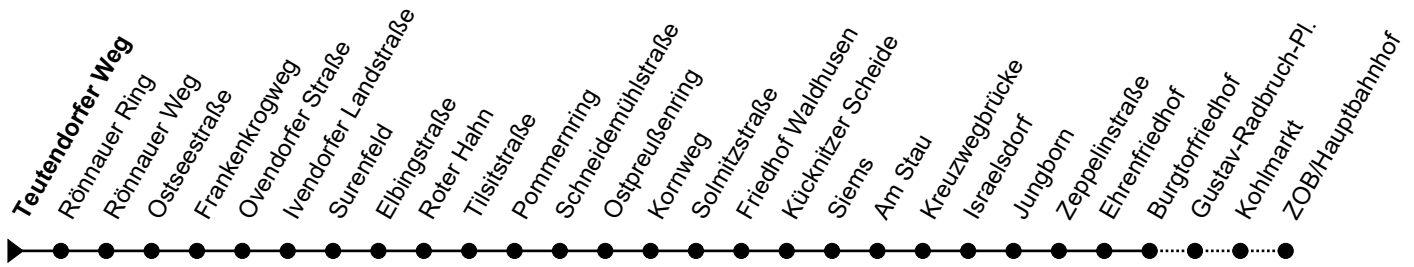 Teutendorfer Weg
Rönnauer Ring
Rönnauer Weg
Ostseestraße
Frankenkrogweg
Ovendorfer Straße
Ivendorfer Landstraße
Surenfeld
Elbingstraße
Roter Hahn
Tilsitstraße
Pommernring
Schneidemühlstraße
Ostpreußenring
Kornweg
Solmitzstraße
Friedhof Waldhusen
Kücknitzer Scheide
Siems
Am Stau
Kreuzwegbrücke
Israelsdorf
Jungborn
Zeppelinstraße
Ehrenfriedhof
Burgtorfriedhof
Gustav-Radbruch-Pl.
Kohlmarkt
ZOB/Hauptbahnhof